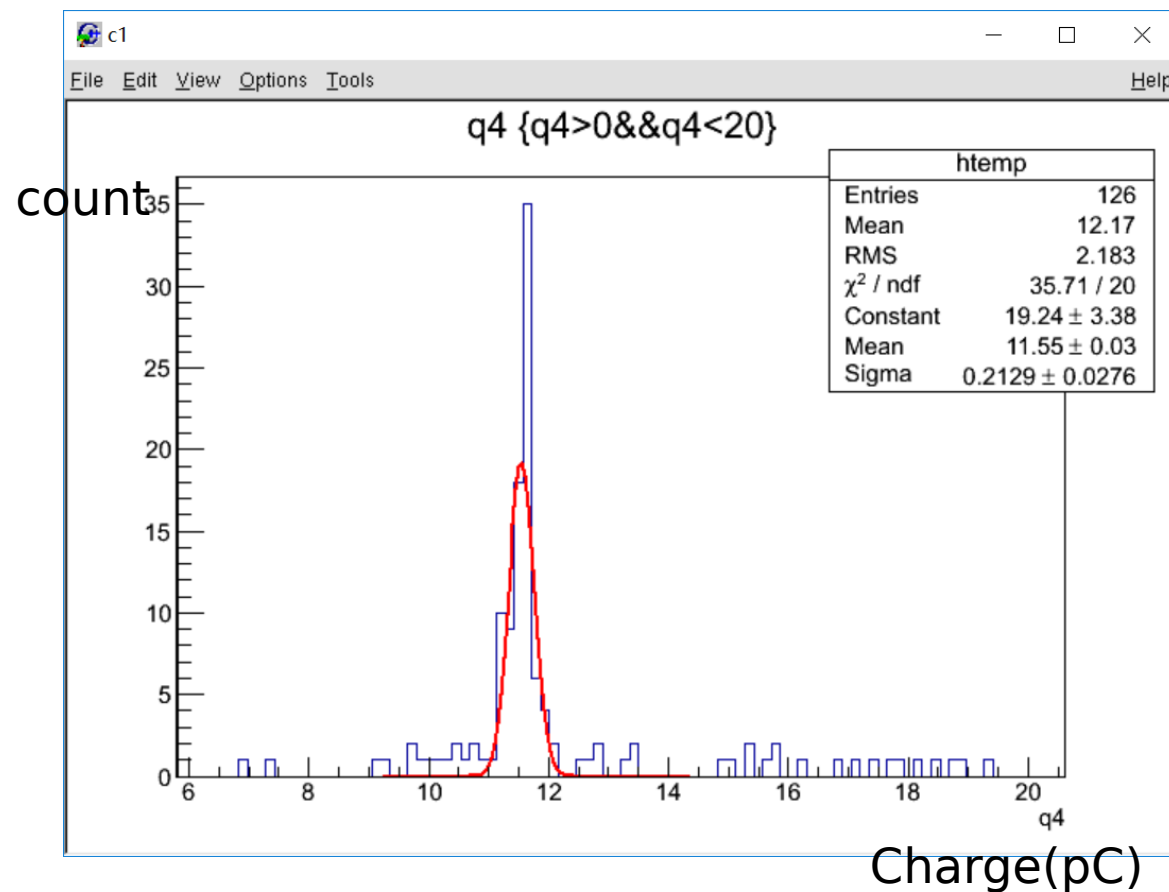 c1
File Edit View Options Tools Help
q4 {q4>0&&q4<20}
count
htemp
Entries 126
Mean 12.17
RMS 2.183
χ² / ndf 35.71 / 20
Constant 19.24 ± 3.38
Mean 11.55 ± 0.03
Sigma 0.2129 ± 0.0276
35
30
25
20
15
10
5
0
6 8 10 12 14 16 18 20
q4
Charge(pC)